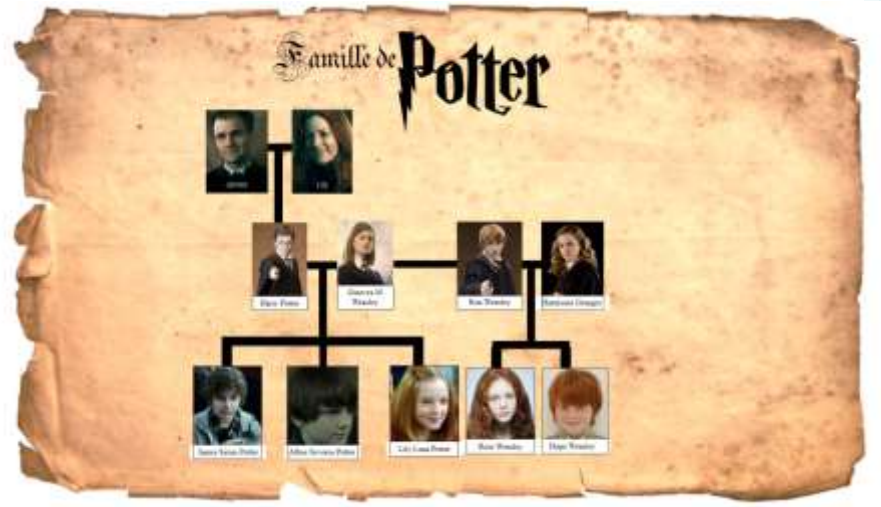 Famille de Potter
James
Lily
Harry Potter
Ginevra M.
Weasley
Ron Weasley
Hermione Granger
James Sirius Potter
Albus Severus Potter
Lily Luna Potter
Rose Weasley
Hugo Weasley